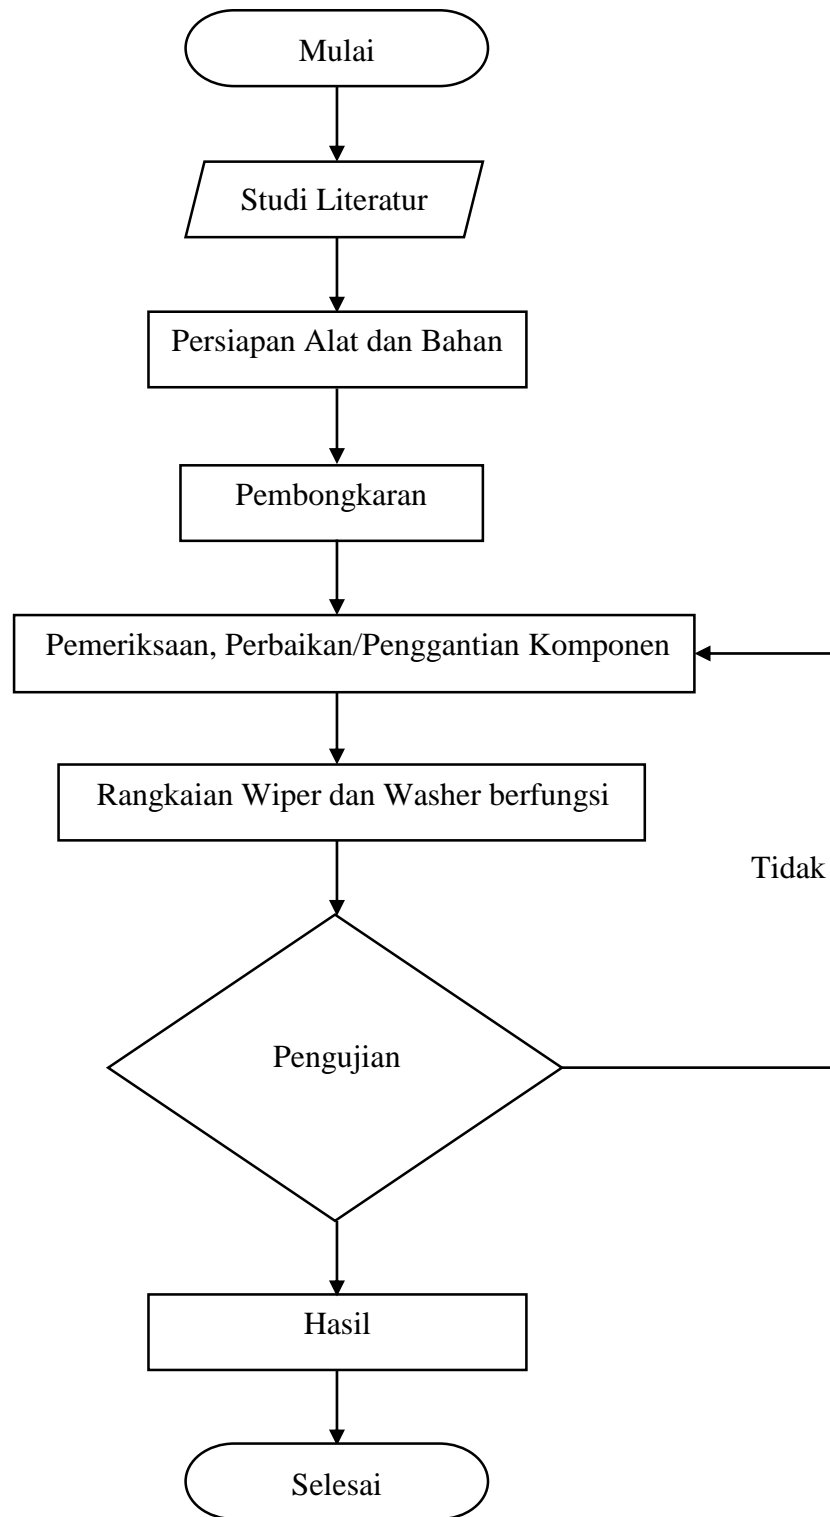 Mulai
Studi Literatur
Persiapan Alat dan Bahan
Pembongkaran
Pemeriksaan, Perbaikan/Penggantian Komponen
Rangkaian Wiper dan Washer berfungsi
Tidak
Pengujian
Hasil
Selesai